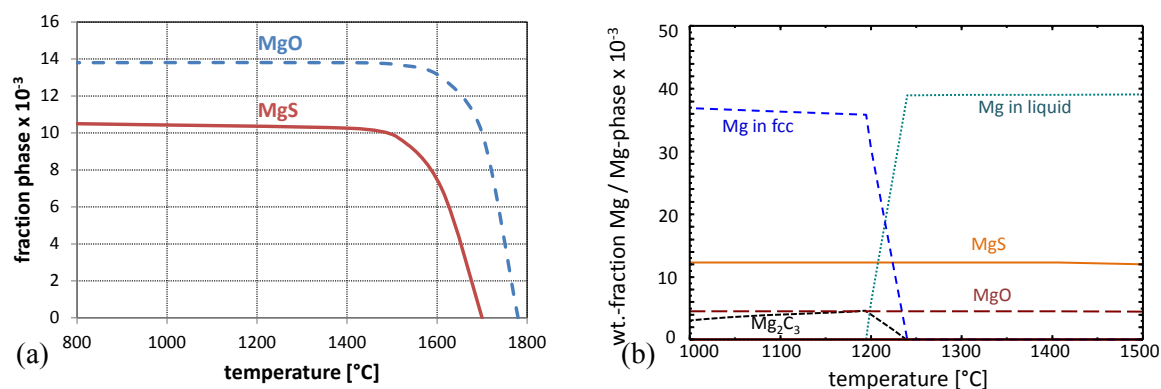 16
14
12
10
8
6
4
2
0
fraction phase x 10⁻³
MgO
MgS
800 1000 1200 1400 1600 1800
temperature [°C]
(a)
50
40
30
20
10
0
wt.-fraction Mg / Mg-phase x 10⁻³
Mg in fcc
Mg in liquid
MgS
MgO
Mg₂C₃
1000 1100 1200 1300 1400 1500
temperature [°C]
(b)